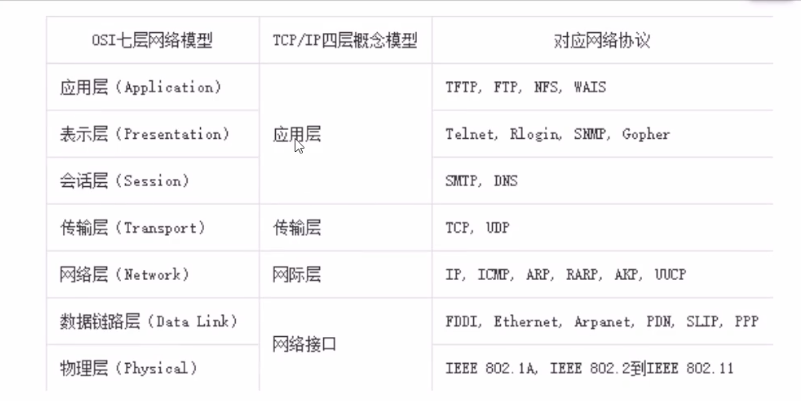 OSI七层网络模型 TCP/IP四层概念模型 对应网络协议
应用层（Application） TFTP, FTP, NFS, WAIS
表示层（Presentation） 应用层 Telnet, Rlogin, SNMP, Gopher
会话层（Session） SMTP, DNS
传输层（Transport） 传输层 TCP, UDP
网络层（Network） 网际层 IP, ICMP, ARP, RARP, AKP, UUCP
数据链路层（Data Link） FDDI, Ethernet, Arpanet, PDN, SLIP, PPP
网络接口
物理层（Physical） IEEE 802.1A, IEEE 802.2到IEEE 802.11